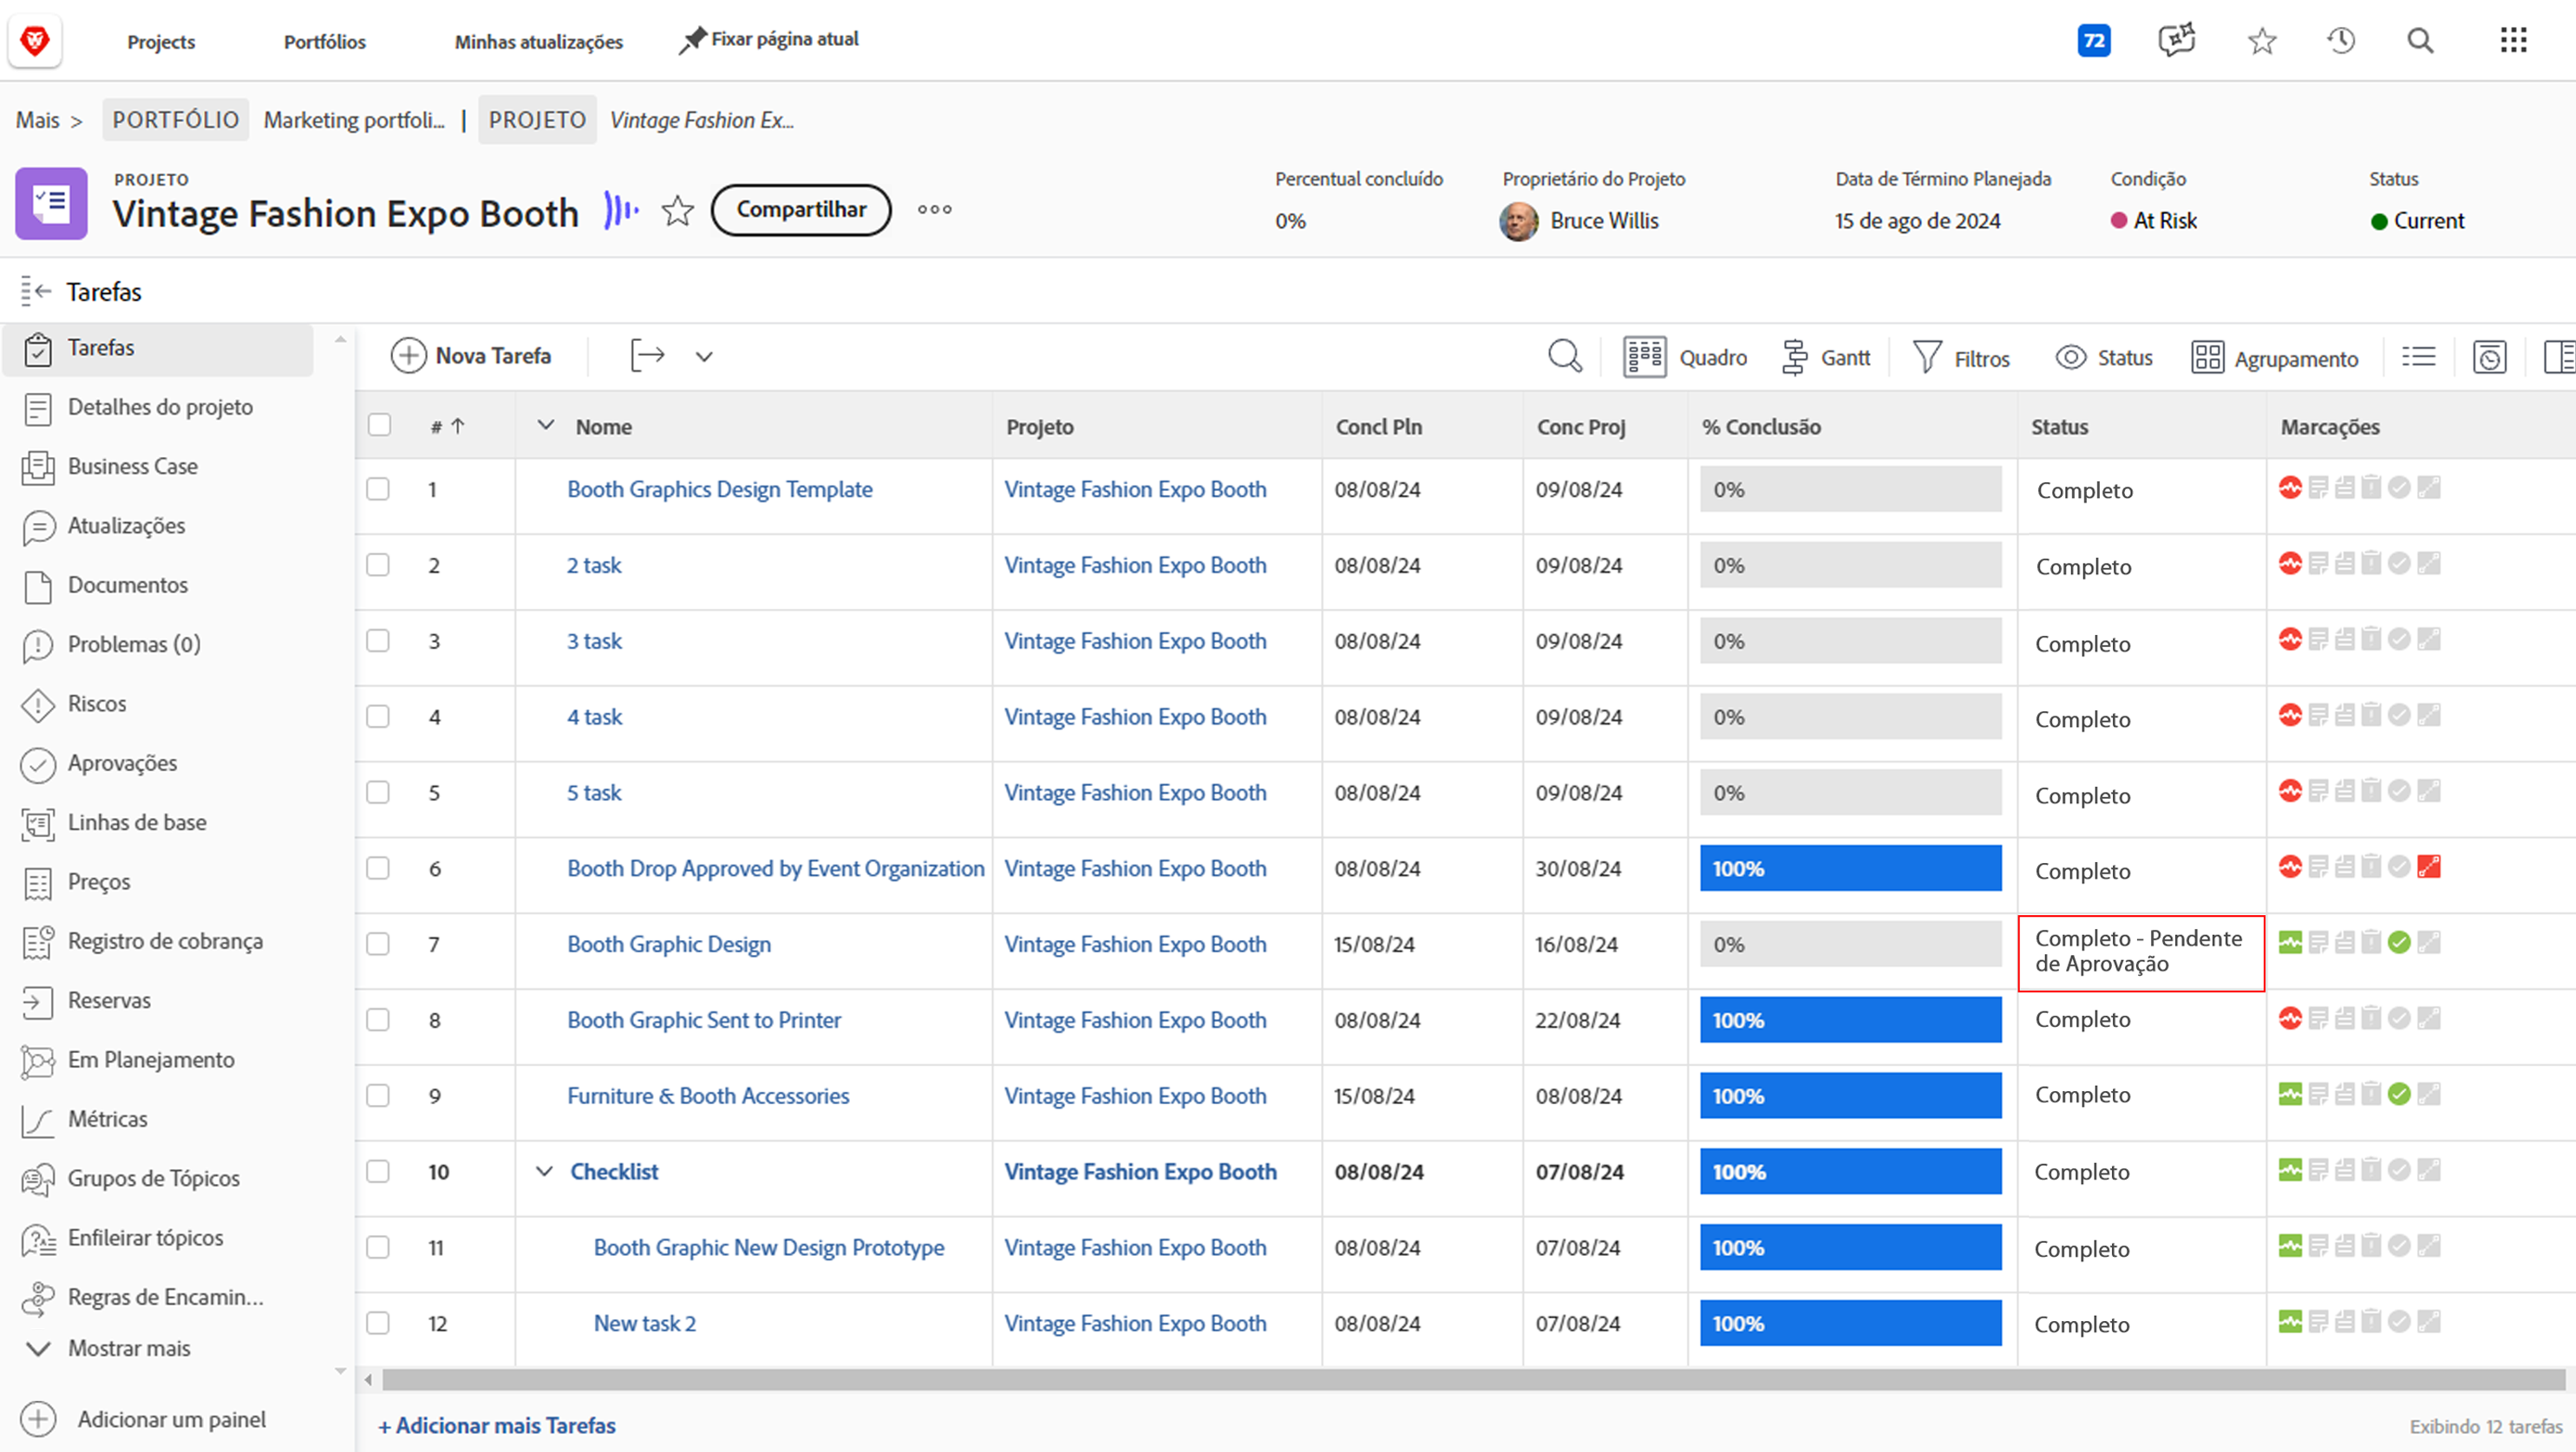 Projects Portfólios Minhas atualizações Fixar página atual 72
Mais > PORTFÓLIO Marketing portfoli... | PROJETO Vintage Fashion Ex...
PROJETO
Vintage Fashion Expo Booth Compartilhar
Percentual concluído Proprietário do Projeto Data de Término Planejada Condição Status
0% Bruce Willis 15 de ago de 2024 At Risk Current
Tarefas
Tarefas
Detalhes do projeto
Business Case
Atualizações
Documentos
Problemas (0)
Riscos
Aprovações
Linhas de base
Preços
Registro de cobrança
Reservas
Em Planejamento
Métricas
Grupos de Tópicos
Enfileirar tópicos
Regras de Encamin...
Mostrar mais
Adicionar um painel
Nova Tarefa Quadro Gantt Filtros Status Agrupamento
# Nome Projeto Concl Pln Conc Proj % Conclusão Status Marcações
1 Booth Graphics Design Template Vintage Fashion Expo Booth 08/08/24 09/08/24 0% Completo
2 2 task Vintage Fashion Expo Booth 08/08/24 09/08/24 0% Completo
3 3 task Vintage Fashion Expo Booth 08/08/24 09/08/24 0% Completo
4 4 task Vintage Fashion Expo Booth 08/08/24 09/08/24 0% Completo
5 5 task Vintage Fashion Expo Booth 08/08/24 09/08/24 0% Completo
6 Booth Drop Approved by Event Organization Vintage Fashion Expo Booth 08/08/24 30/08/24 100% Completo
7 Booth Graphic Design Vintage Fashion Expo Booth 15/08/24 16/08/24 0% Completo - Pendente
de Aprovação
8 Booth Graphic Sent to Printer Vintage Fashion Expo Booth 08/08/24 22/08/24 100% Completo
9 Furniture & Booth Accessories Vintage Fashion Expo Booth 15/08/24 08/08/24 100% Completo
10 Checklist Vintage Fashion Expo Booth 08/08/24 07/08/24 100% Completo
11 Booth Graphic New Design Prototype Vintage Fashion Expo Booth 08/08/24 07/08/24 100% Completo
12 New task 2 Vintage Fashion Expo Booth 08/08/24 07/08/24 100% Completo
+ Adicionar mais Tarefas
Exibindo 12 tarefas